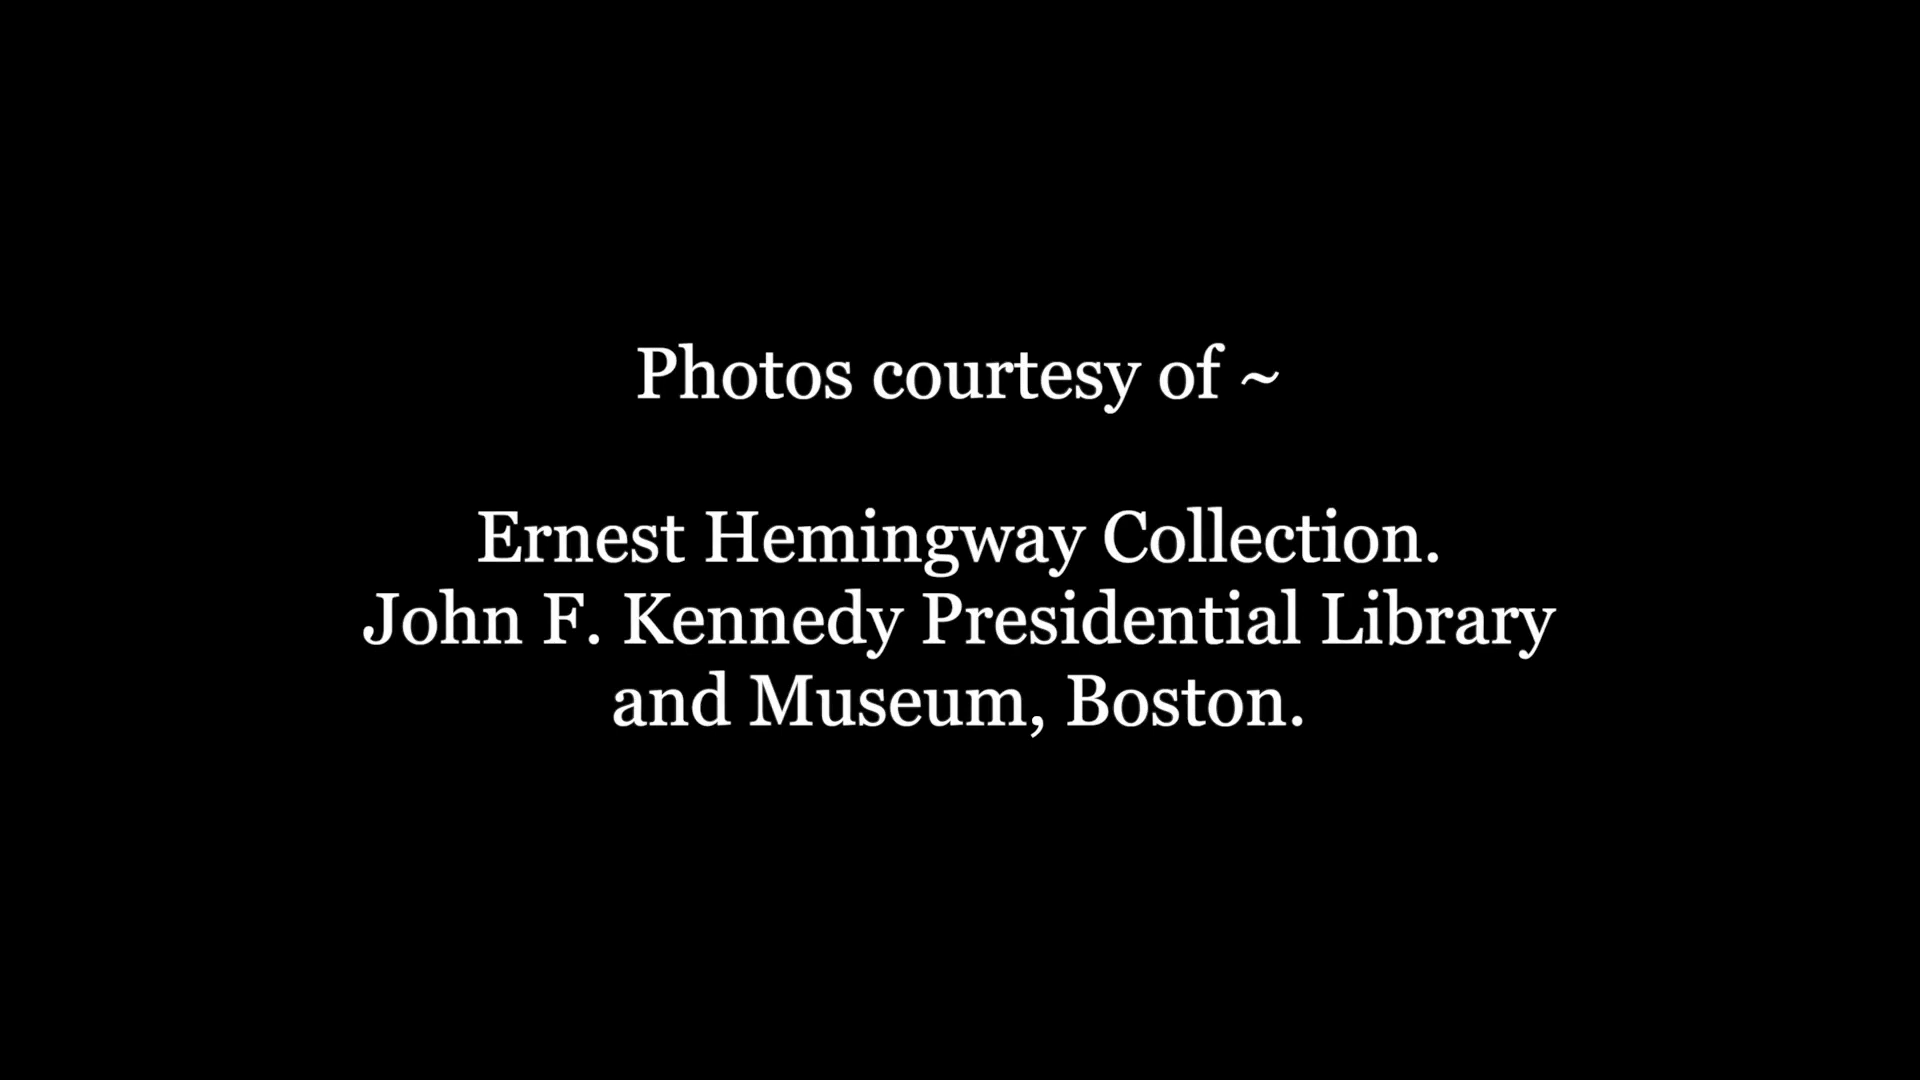 Photos courtesy of ~
Ernest Hemingway Collection.
John F. Kennedy Presidential Library
and Museum, Boston.